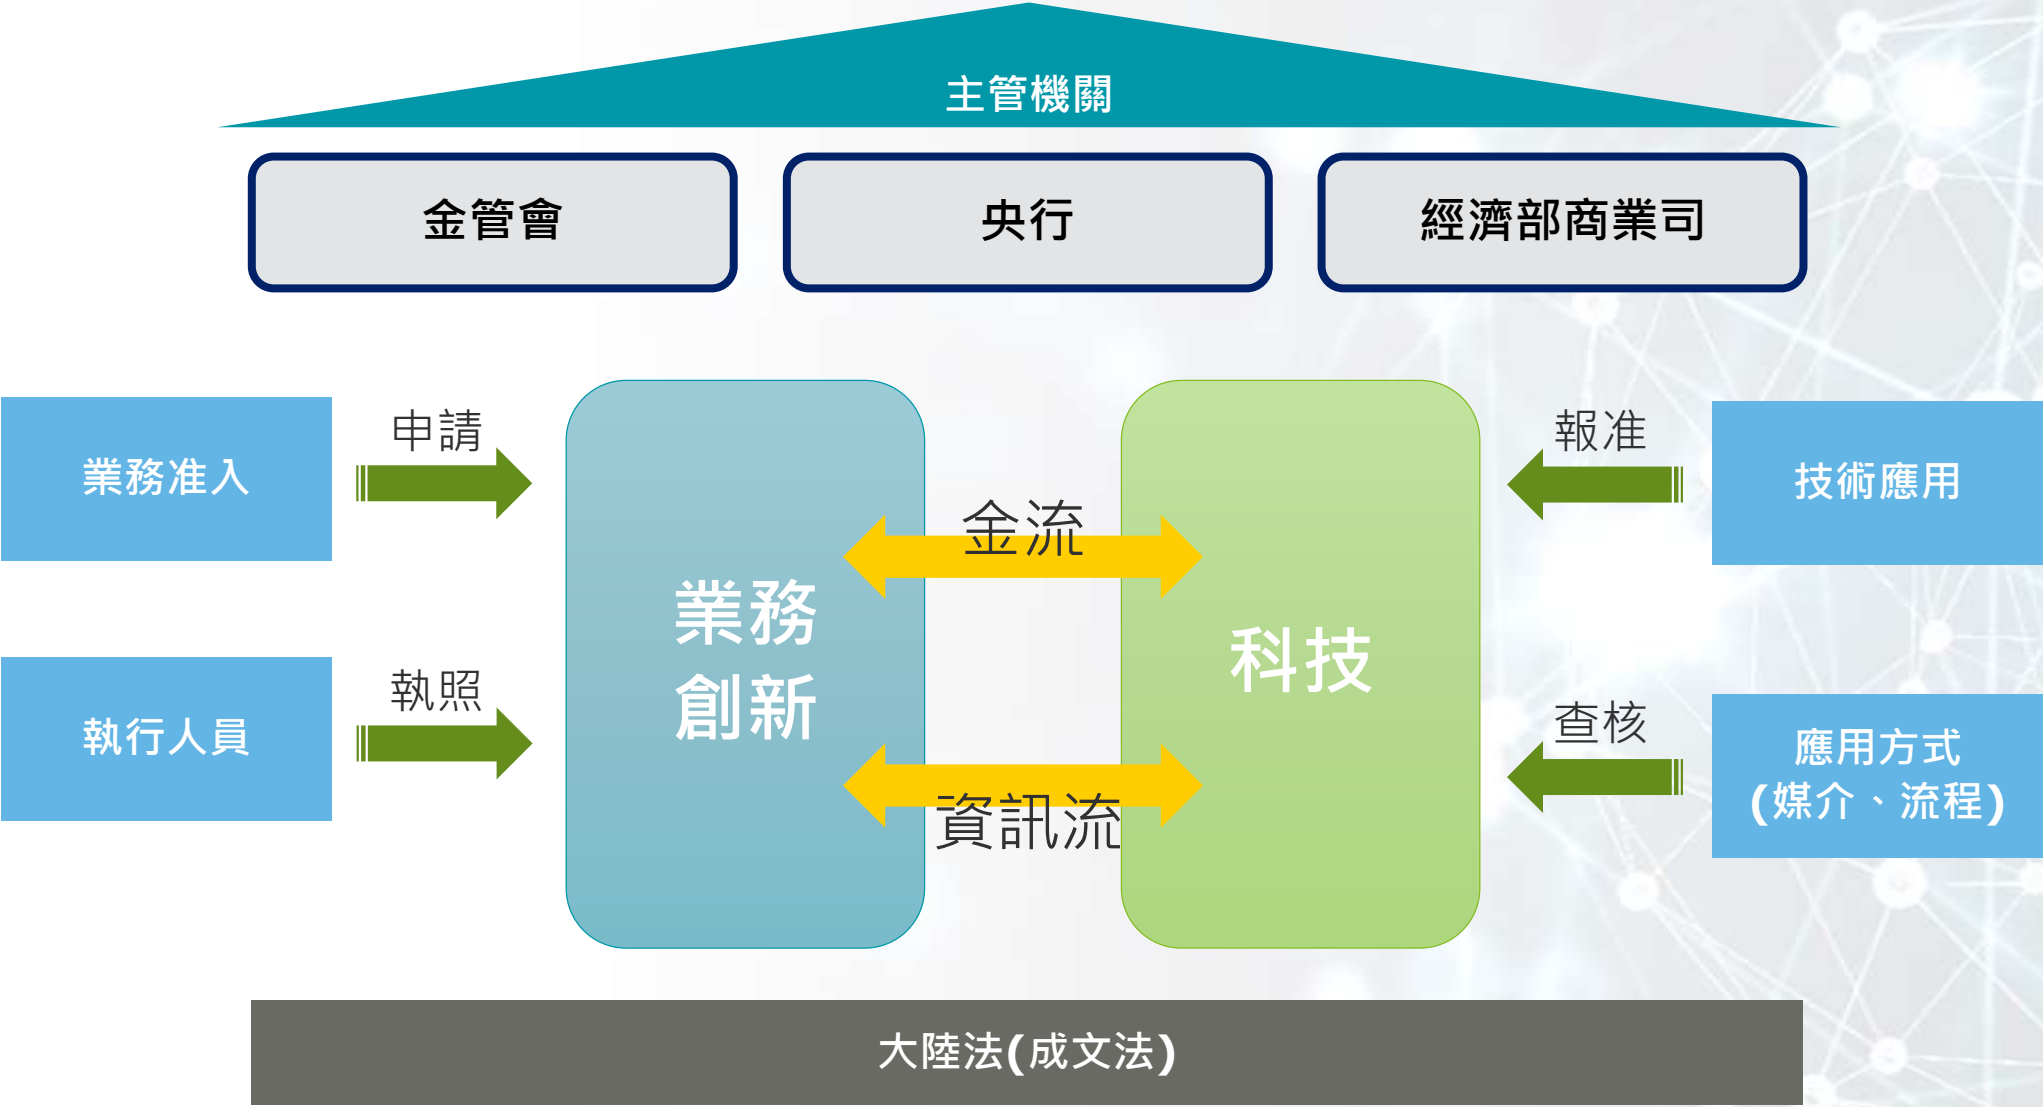 主管機關
金管會
央行
經濟部商業司
業務准入
申請
執行人員
執照
業務
創新
金流
資訊流
科技
報准
技術應用
查核
應用方式
(媒介、流程)
大陸法(成文法)